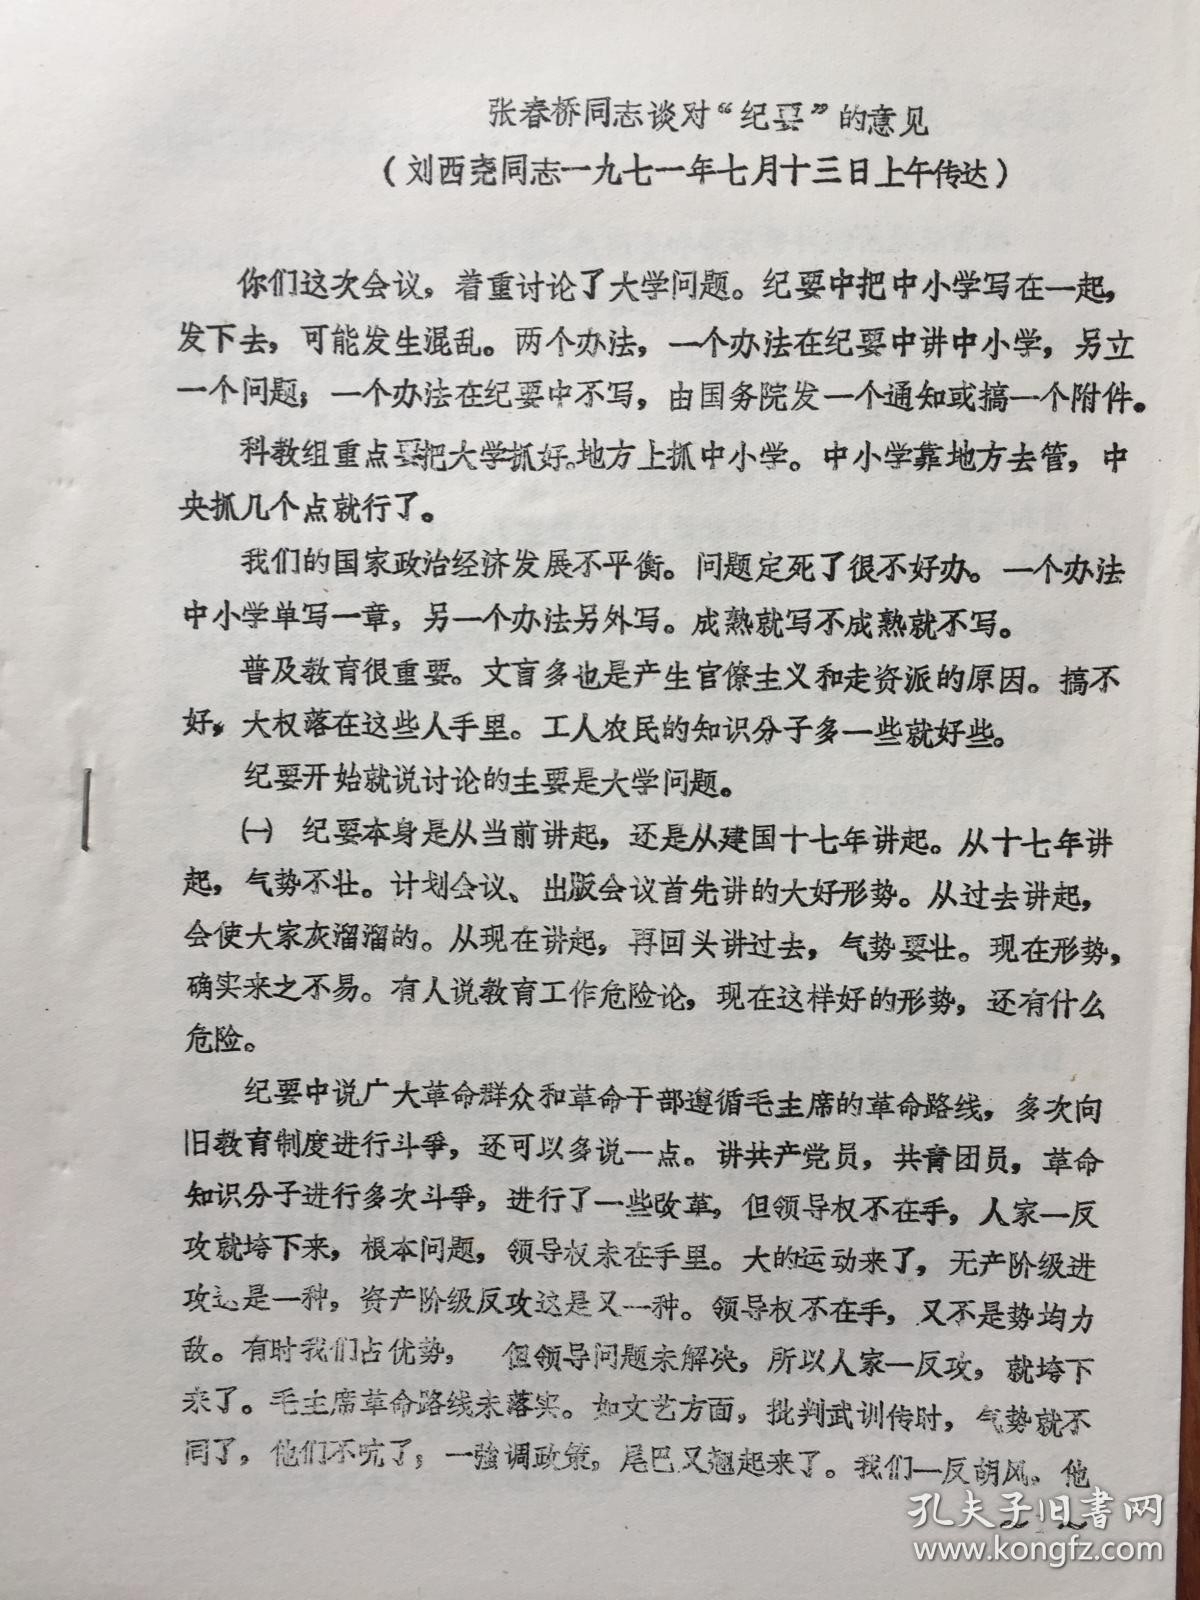 张春桥同志谈对“纪要”的意见
（刘西尧同志一九七一年七月十三日上午传达）
你们这次会议，着重讨论了大学问题。纪要中把中小学写在一起，
发下去，可能发生混乱。两个办法，一个办法在纪要中讲中小学，另立
一个问题；一个办法在纪要中不写，由国务院发一个通知或搞一个附件。
科教组重点要把大学抓好。地方上抓中小学。中小学靠地方去管，中
央抓几个点就行了。
我们的国家政治经济发展不平衡。问题定死了很不好办。一个办法
中小学单写一章，另一个办法另外写。成熟就写不成熟就不写。
普及教育很重要。文盲多也是产生官僚主义和走资派的原因。搞不
好，大权落在这些人手里。工人农民的知识分子多一些就好些。
纪要开始就说讨论的主要是大学问题。
㈠ 纪要本身是从当前讲起，还是从建国十七年讲起。从十七年讲
起，气势不壮。计划会议、出版会议首先讲的大好形势。从过去讲起，
会使大家灰溜溜的。从现在讲起，再回头讲过去，气势要壮。现在形势，
确实来之不易。有人说教育工作危险论，现在这样好的形势，还有什么
危险。
纪要中说广大革命群众和革命干部遵循毛主席的革命路线，多次向
旧教育制度进行斗争，还可以多说一点。讲共产党员，共青团员，革命
知识分子进行多次斗争，进行了一些改革，但领导权不在手，人家一反
攻就垮下来，根本问题，领导权未在手里。大的运动来了，无产阶级进
攻这是一种，资产阶级反攻这是又一种。领导权不在手，又不是势均力
敌。有时我们占优势， 但领导问题未解决，所以人家一反攻，就垮下
来了。毛主席革命路线未落实。如文艺方面，批判武训传时，气势就不
同了，他们不吭了，一强调政策，尾巴又翘起来了。我们一反胡风，他
孔夫子旧書网
www.kongfz.com